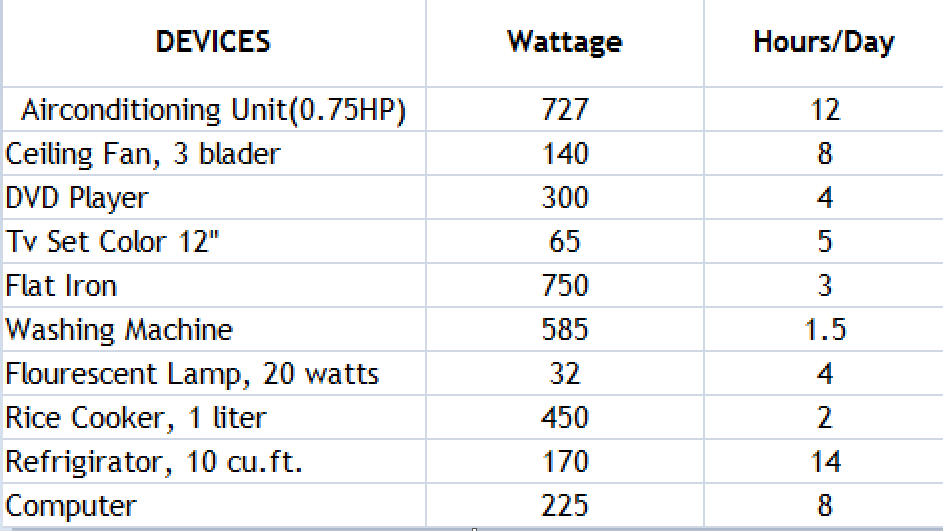 DEVICES Wattage Hours/Day
Airconditioning Unit(0.75HP) 727 12
Ceiling Fan, 3 blader 140 8
DVD Player 300 4
Tv Set Color 12" 65 5
Flat Iron 750 3
Washing Machine 585 1.5
Flourescent Lamp, 20 watts 32 4
Rice Cooker, 1 liter 450 2
Refrigirator, 10 cu.ft. 170 14
Computer 225 8